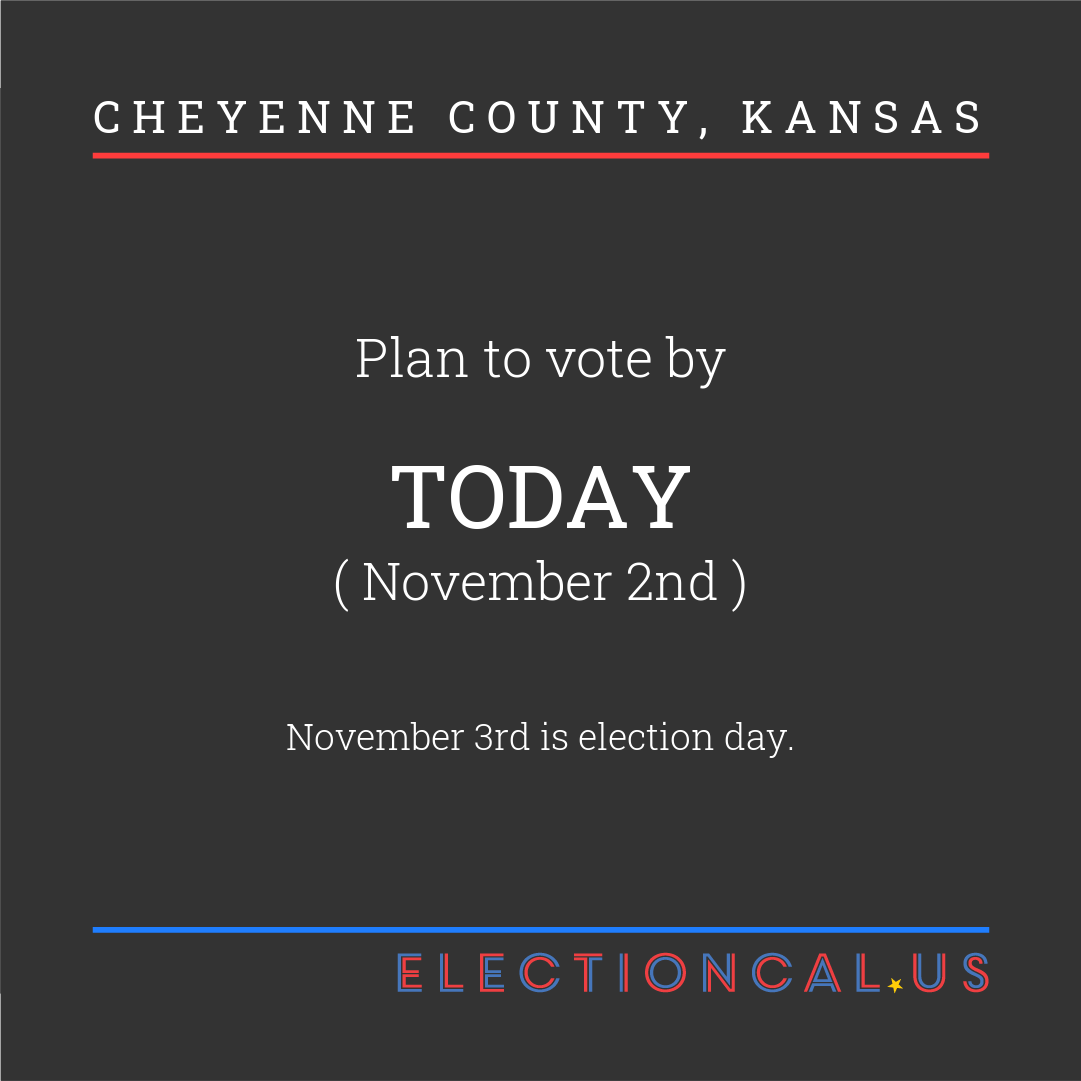 CHEYENNE COUNTY, KANSAS
Plan to vote by
TODAY
( November 2nd )
November 3rd is election day.
ELECTIONCAL.US